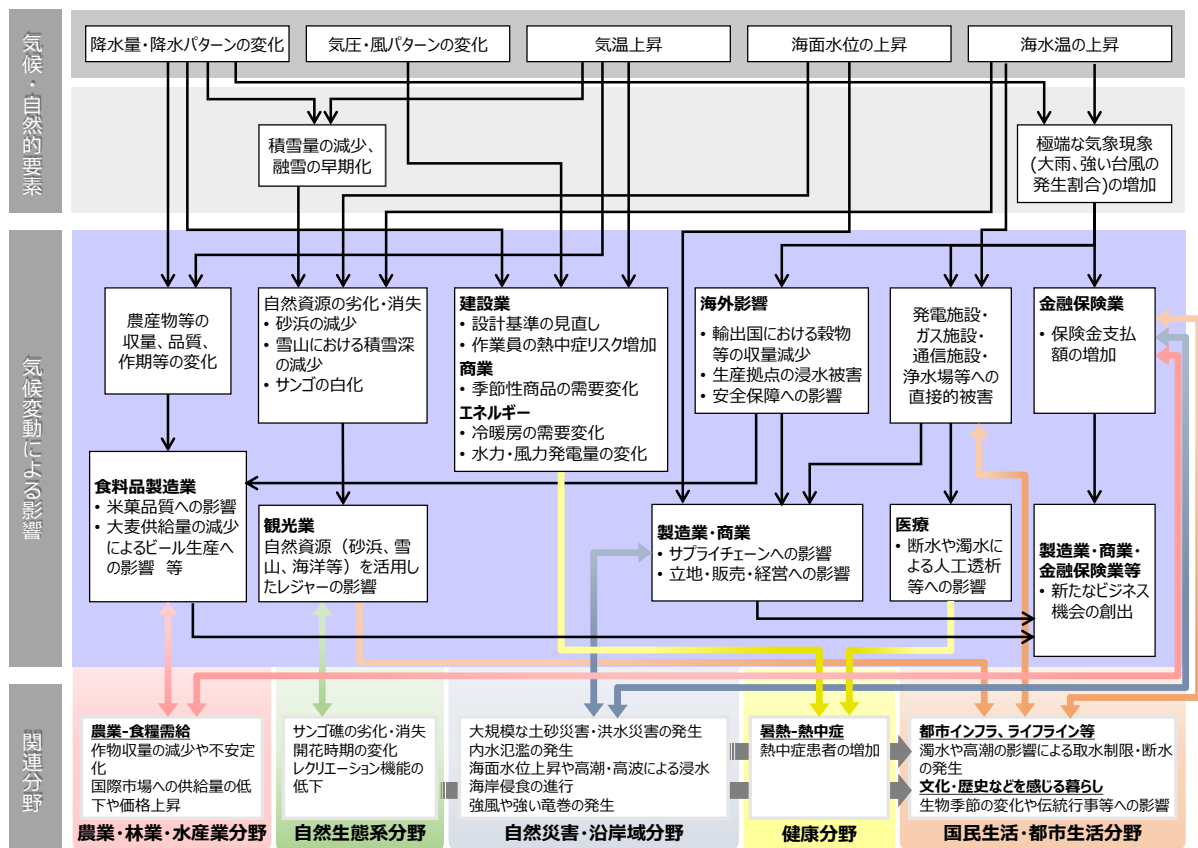 気候・自然的要素
降水量・降水パターンの変化
気圧・風パターンの変化
気温上昇
海面水位の上昇
海水温の上昇
積雪量の減少、
融雪の早期化
極端な気象現象
(大雨、強い台風の
発生割合)の増加
気候変動による影響
農産物等の
収量、品質、
作期等の変化
自然資源の劣化・消失
• 砂浜の減少
• 雪山における積雪深
の減少
• サンゴの白化
建設業
• 設計基準の見直し
• 作業員の熱中症リスク増加
商業
• 季節性商品の需要変化
エネルギー
• 冷暖房の需要変化
• 水力・風力発電量の変化
海外影響
• 輸出国における穀物
等の収量減少
• 生産拠点の浸水被害
• 安全保障への影響
発電施設・
ガス施設・
通信施設・
浄水場等への
直接的被害
金融保険業
• 保険金支払
額の増加
食料品製造業
• 米菓品質への影響
• 大麦供給量の減少
によるビール生産へ
の影響 等
観光業
自然資源（砂浜、雪
山、海洋等）を活用し
たレジャーの影響
製造業・商業
• サプライチェーンへの影響
• 立地・販売・経営への影響
医療
• 断水や濁水に
よる人工透析
等への影響
製造業・商業・
金融保険業等
• 新たなビジネス
機会の創出
関連分野
農業-食糧需給
作物収量の減少や不安定
化
国際市場への供給量の低
下や価格上昇
農業・林業・水産業分野
サンゴ礁の劣化・消失
開花時期の変化
レクリエーション機能の
低下
自然生態系分野
大規模な土砂災害・洪水災害の発生
内水氾濫の発生
海面水位上昇や高潮・高波による浸水
海岸侵食の進行
強風や強い竜巻の発生
自然災害・沿岸域分野
暑熱-熱中症
熱中症患者の増加
健康分野
都市インフラ、ライフライン等
濁水や高潮の影響による取水制限・断水
の発生
文化・歴史などを感じる暮らし
生物季節の変化や伝統行事等への影響
国民生活・都市生活分野